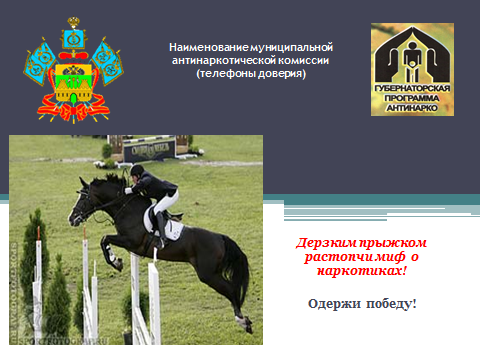 Наименование муниципальной
антинаркотической комиссии
(телефоны доверия)
ГУБЕРНАТОРСКАЯ
ПРОГРАММА
АНТИНАРКО
Дерзким прыжком
растопчи миф о
наркотиках!
Одержи победу!